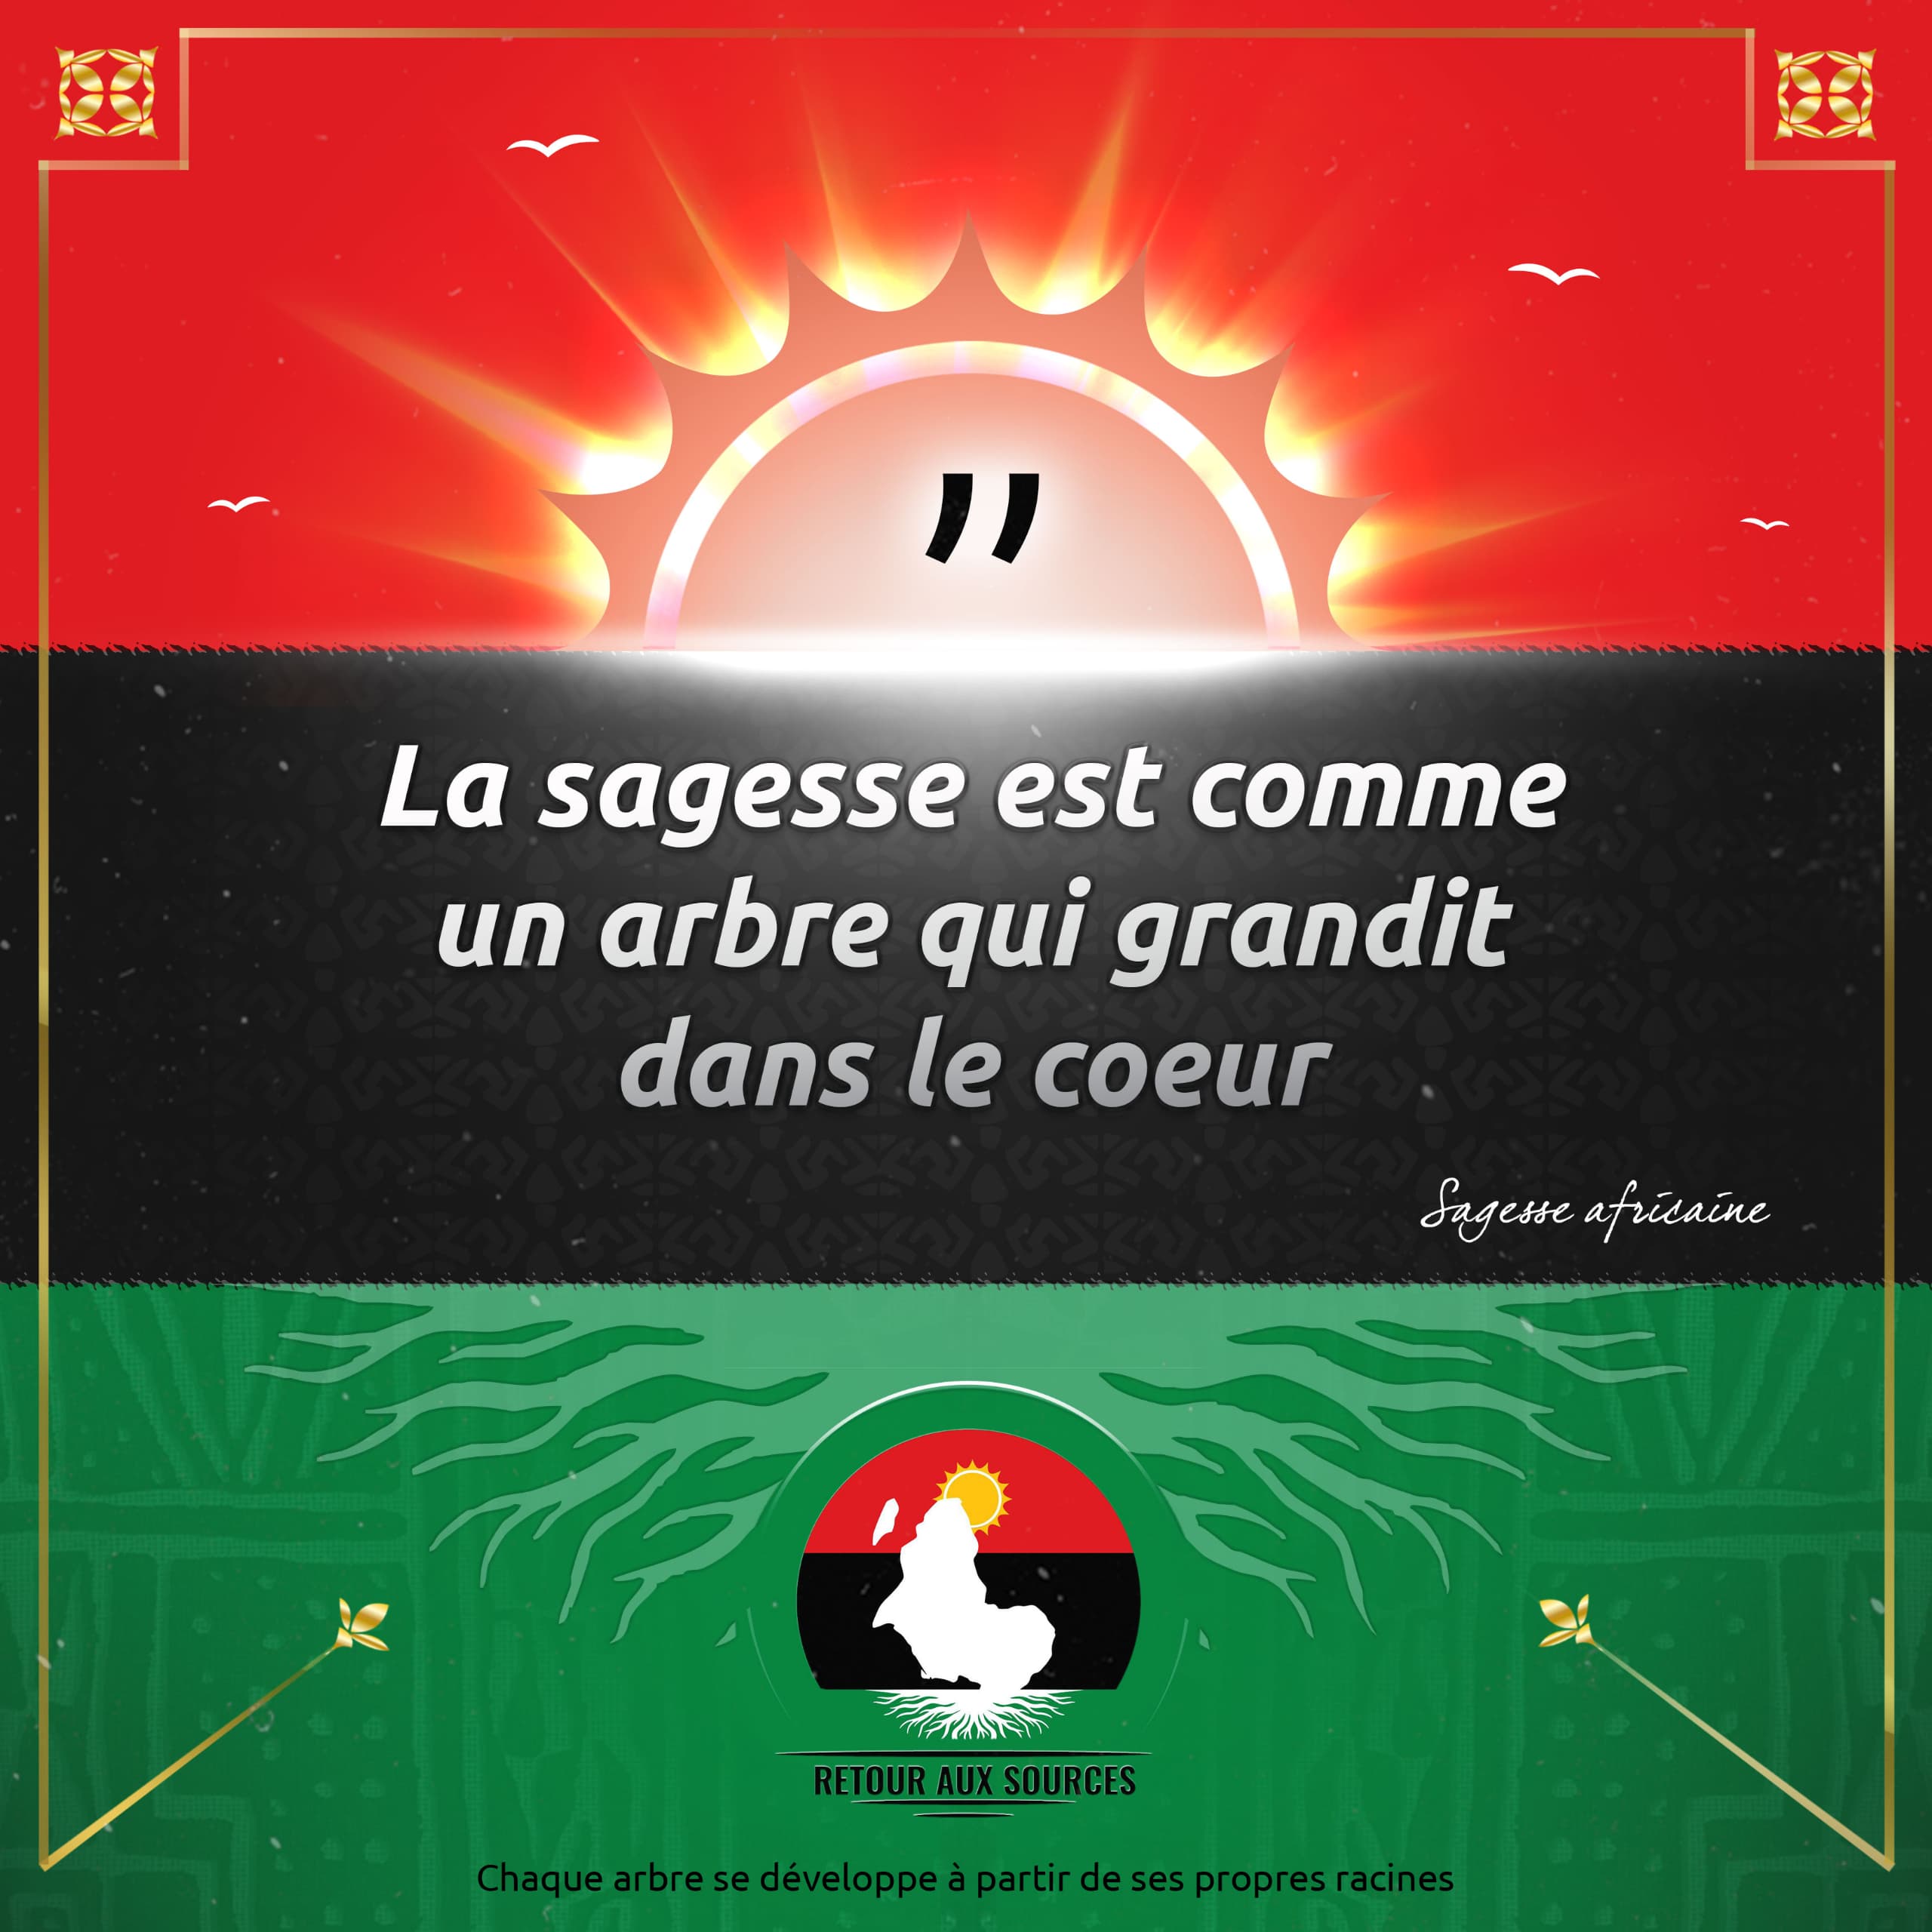 ”
La sagesse est comme
un arbre qui grandit
dans le coeur
Sagesse africaine
RETOUR AUX SOURCES
Chaque arbre se développe à partir de ses propres racines